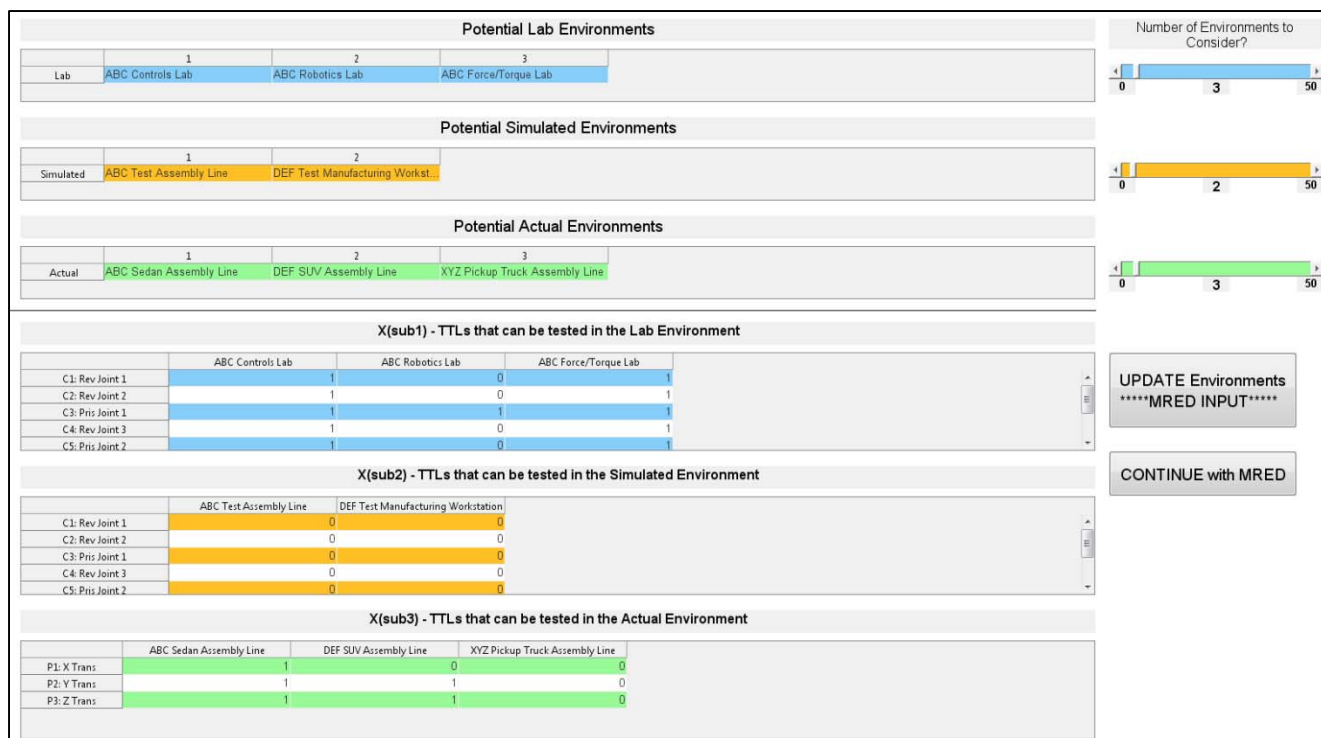 Potential Lab Environments
Number of Environments to
Consider?
1 2 3
Lab ABC Controls Lab ABC Robotics Lab ABC Force/Torque Lab
0 3 50
Potential Simulated Environments
1 2
Simulated ABC Test Assembly Line DEF Test Manufacturing Workst...
0 2 50
Potential Actual Environments
1 2 3
Actual ABC Sedan Assembly Line DEF SUV Assembly Line XYZ Pickup Truck Assembly Line
0 3 50
X(sub1) - TTLs that can be tested in the Lab Environment
ABC Controls Lab ABC Robotics Lab ABC Force/Torque Lab
C1: Rev Joint 1 1 0 1
C2: Rev Joint 2 1 0 1
C3: Pris Joint 1 1 1 1
C4: Rev Joint 3 1 0 1
C5: Pris Joint 2 1 0 1
UPDATE Environments
*****MRED INPUT*****
CONTINUE with MRED
X(sub2) - TTLs that can be tested in the Simulated Environment
ABC Test Assembly Line DEF Test Manufacturing Workstation
C1: Rev Joint 1 0 0
C2: Rev Joint 2 0 0
C3: Pris Joint 1 0 0
C4: Rev Joint 3 0 0
C5: Pris Joint 2 0 0
X(sub3) - TTLs that can be tested in the Actual Environment
ABC Sedan Assembly Line DEF SUV Assembly Line XYZ Pickup Truck Assembly Line
P1: X Trans 1 0 0
P2: Y Trans 1 1 0
P3: Z Trans 1 1 0